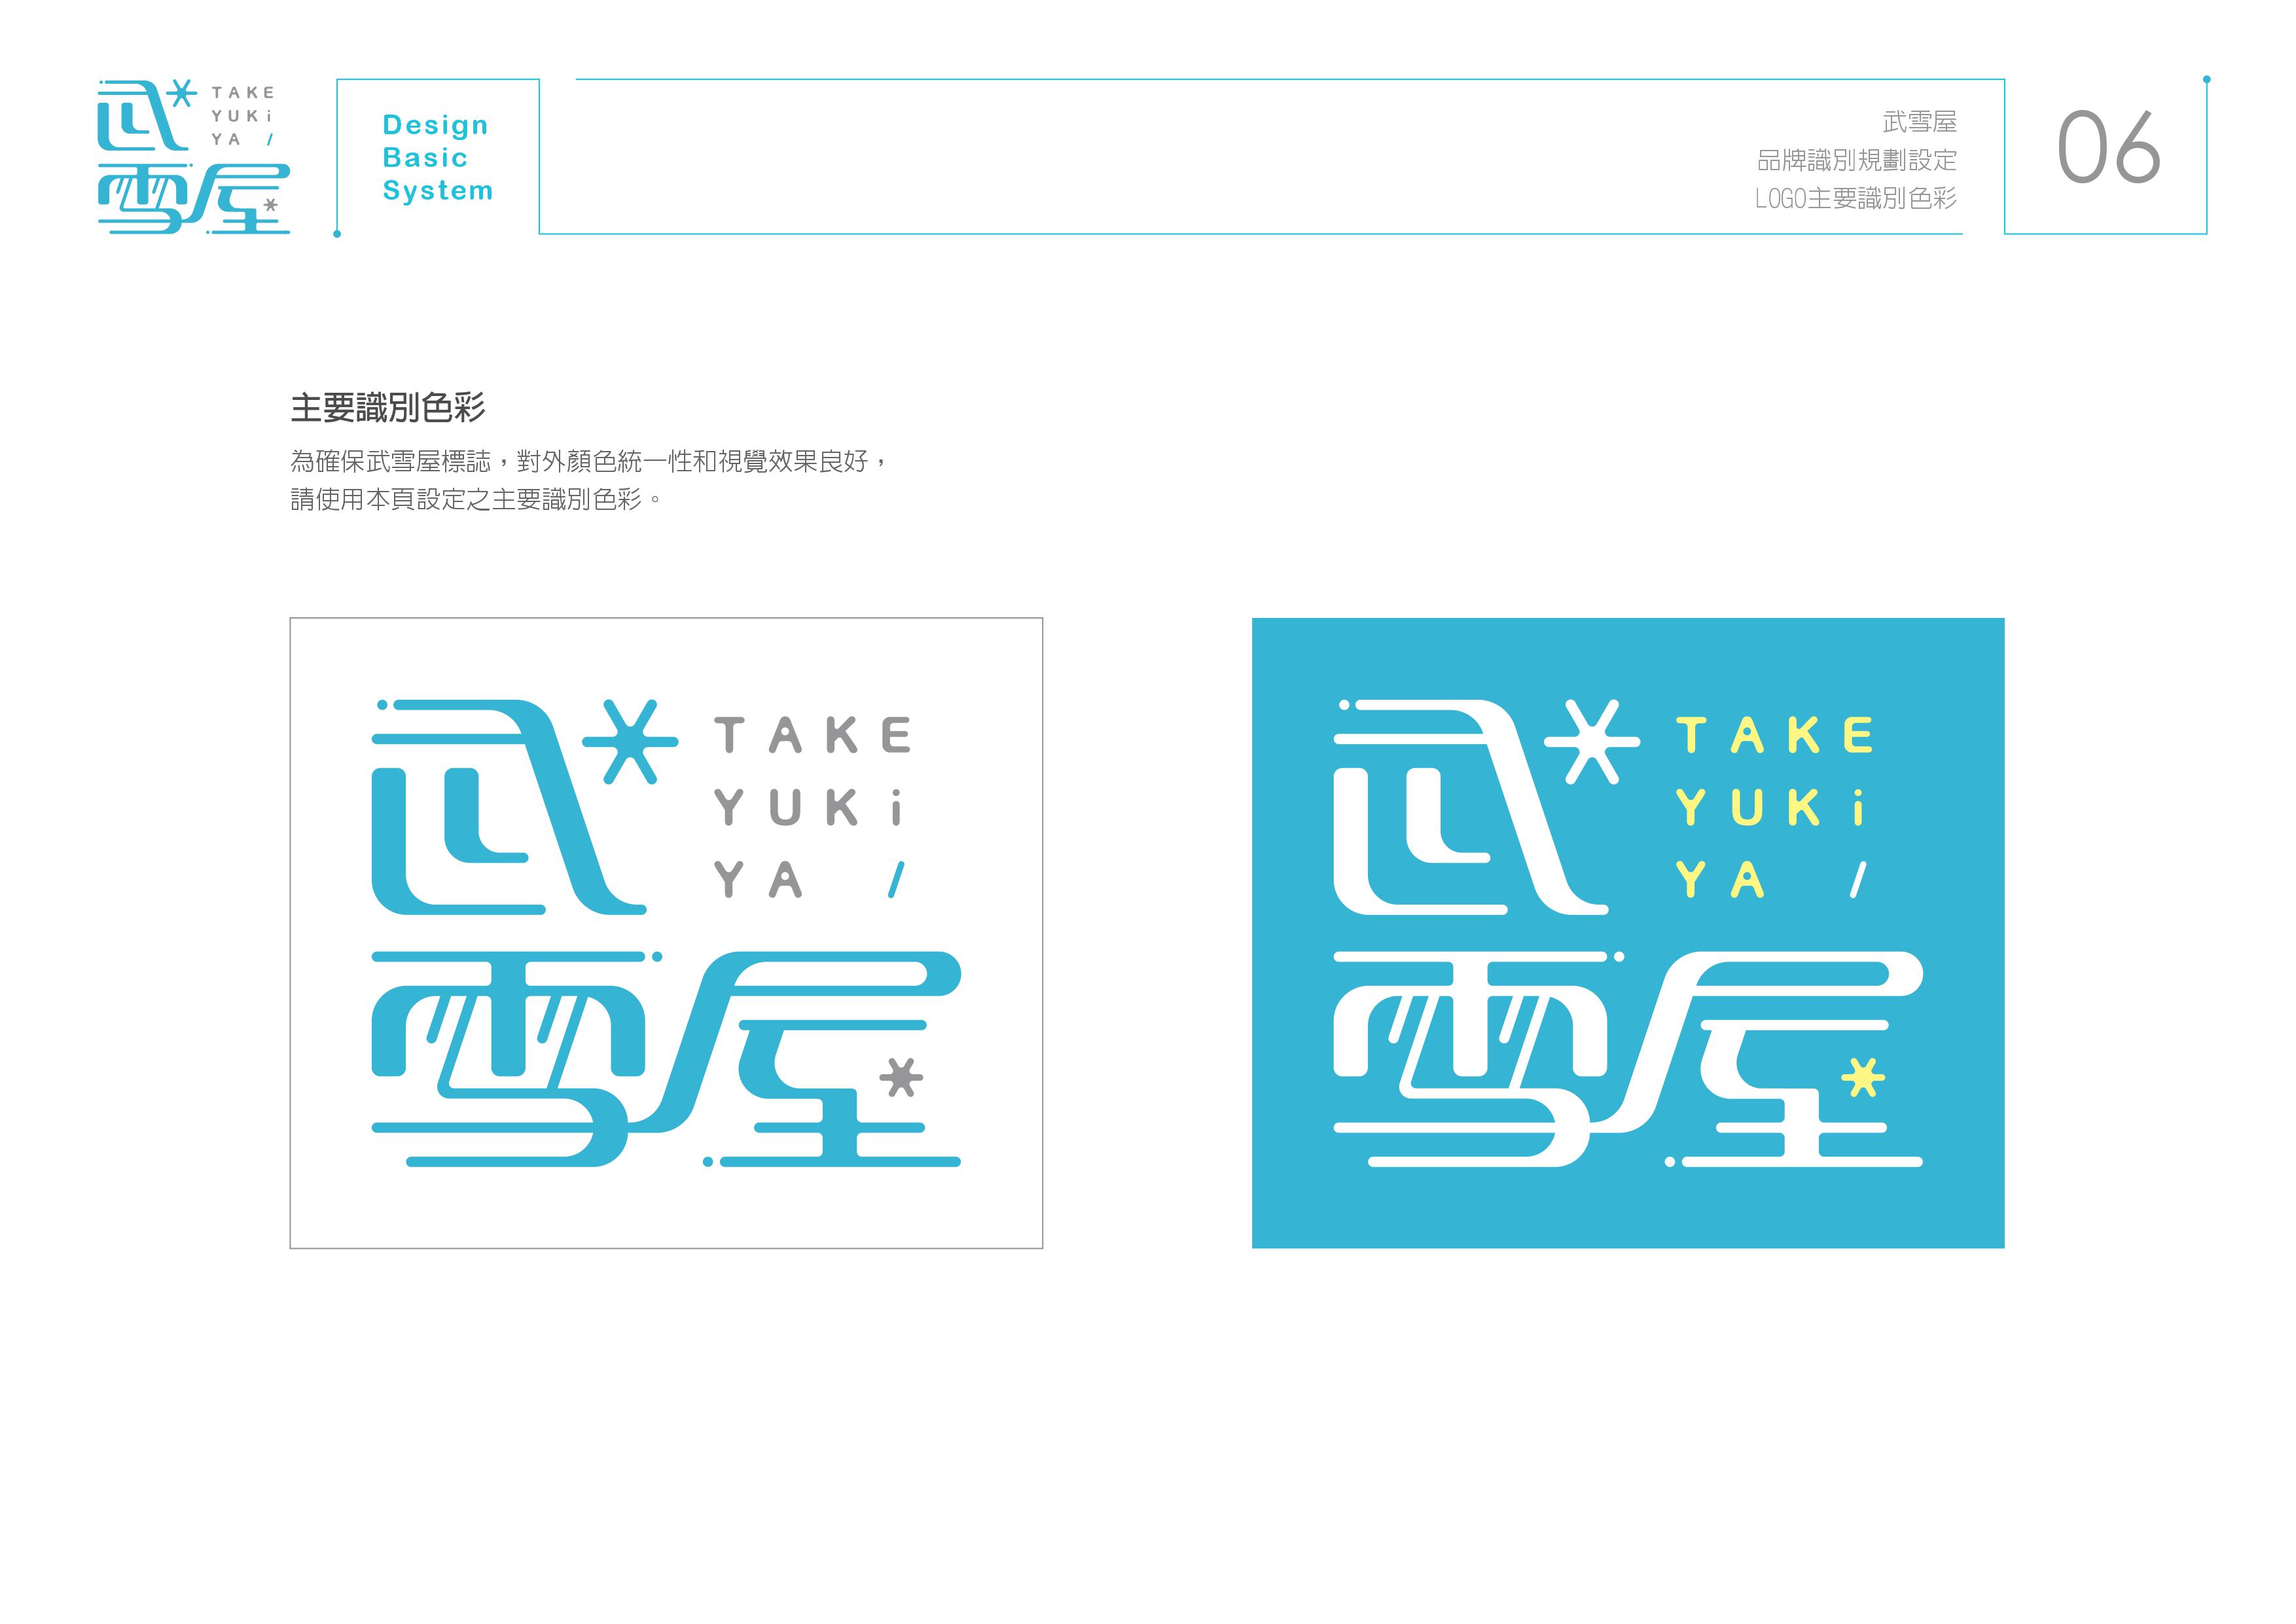 武
TAKE
YUKi
YA /
雪屋
Design
Basic
System
武雪屋
品牌識別規劃設定
LOGO主要識別色彩
06
主要識別色彩
為確保武雪屋標誌，對外顏色統一性和視覺效果良好，
請使用本頁設定之主要識別色彩。
武
TAKE
YUKi
YA /
雪屋
武
TAKE
YUKi
YA /
雪屋